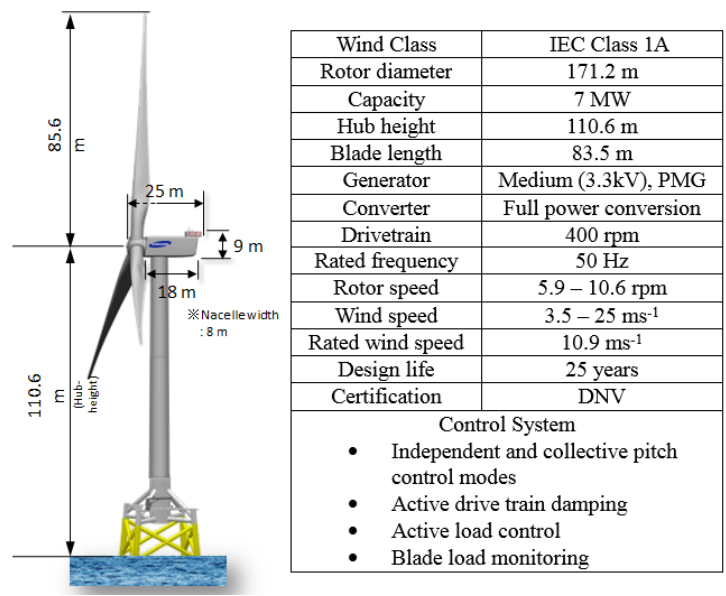 85.6
m
25 m
9 m
18 m
※Nacelle width
: 8 m
110.6
m
(Hub-
height)
Wind Class IEC Class 1A
Rotor diameter 171.2 m
Capacity 7 MW
Hub height 110.6 m
Blade length 83.5 m
Generator Medium (3.3kV), PMG
Converter Full power conversion
Drivetrain 400 rpm
Rated frequency 50 Hz
Rotor speed 5.9 – 10.6 rpm
Wind speed 3.5 – 25 ms⁻¹
Rated wind speed 10.9 ms⁻¹
Design life 25 years
Certification DNV
Control System
• Independent and collective pitch
control modes
• Active drive train damping
• Active load control
• Blade load monitoring